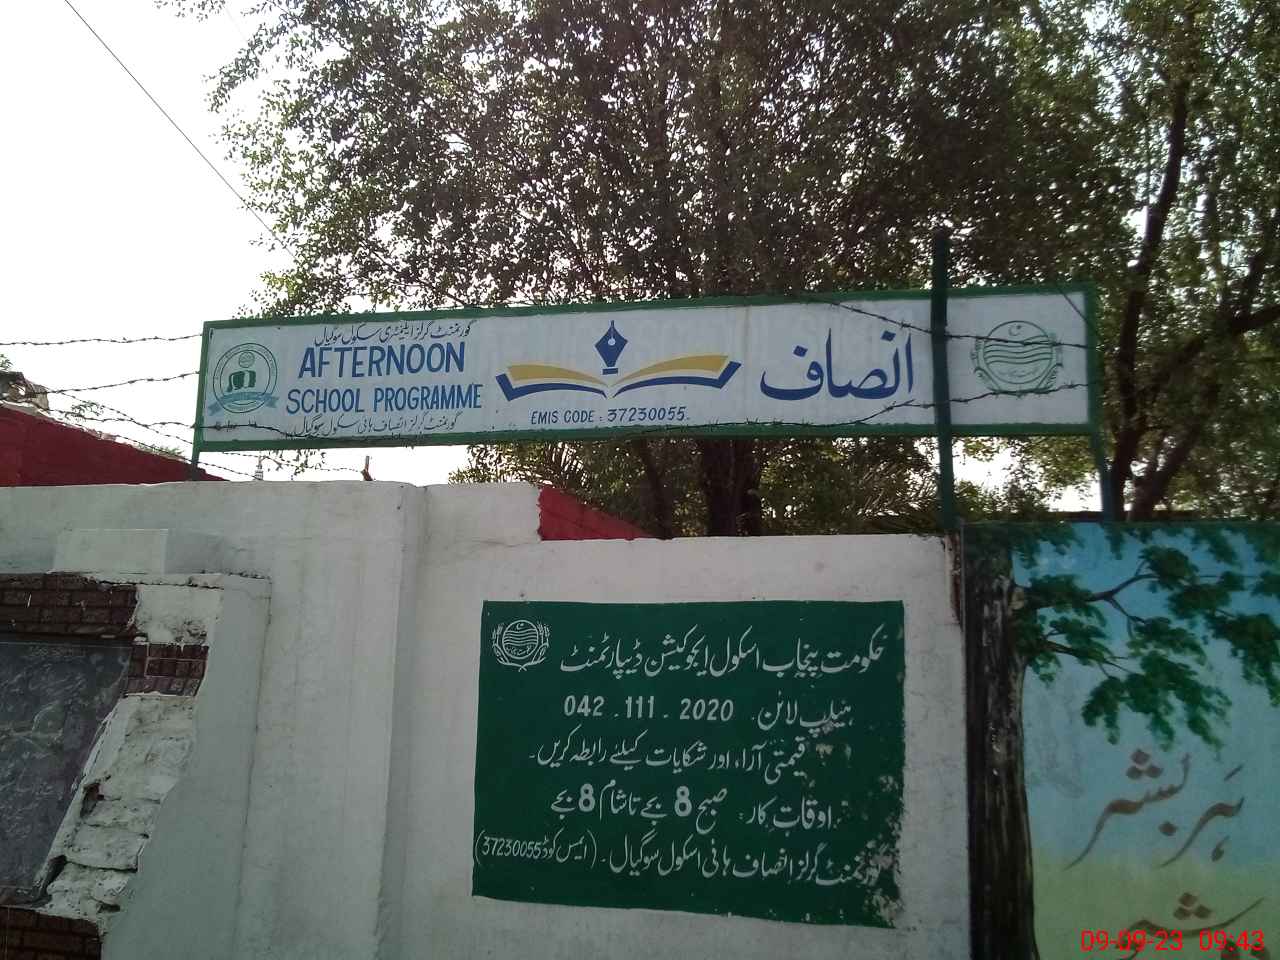 گورنمنٹ گرلز ایلیمنٹری سکول سوگیال
AFTERNOON
SCHOOL PROGRAMME
گورنمنٹ گرلز انصاف ہائی سکول سوگیال
EMIS CODE : 37230055.
انصاف
حکومت پنجاب اسکول ایجوکیشن ڈیپارٹمنٹ
ہیلپ لائن . 042 . 111 . 2020
قیمتی آراء اور شکایات کیلئے رابطہ کریں۔
اوقات کار: صبح 8 بجے تا شام 8 بجے
گورنمنٹ گرلز انصاف ہائی اسکول سوگیال ۔ (ایمس کوڈ 37230055)
ہر بشر
09-09-23 09:43